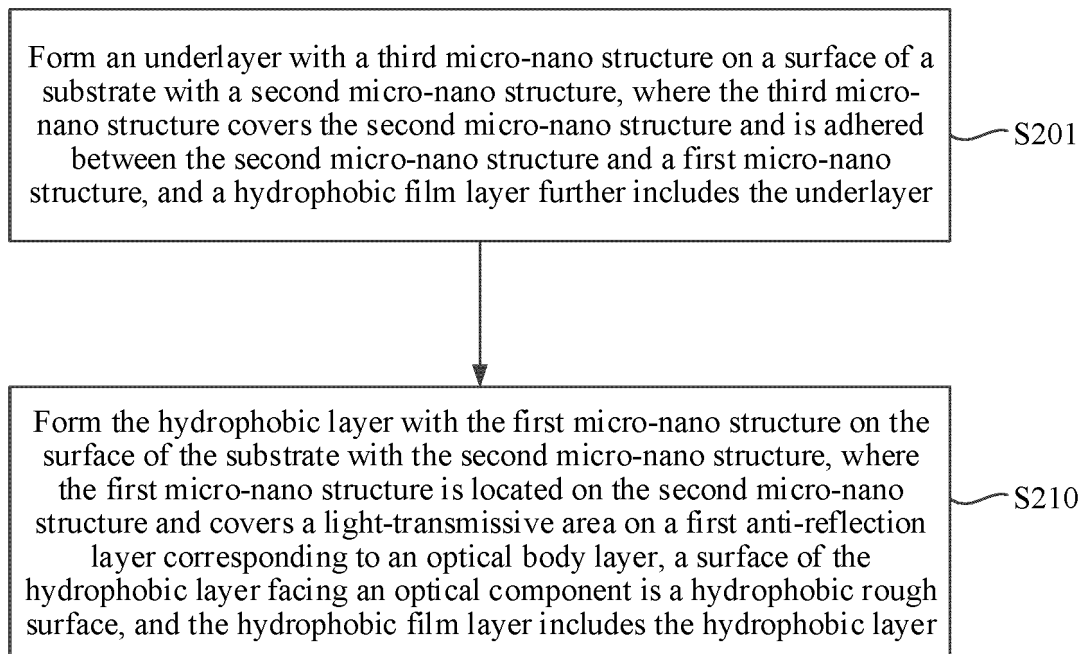 Form an underlayer with a third micro-nano structure on a surface of a
substrate with a second micro-nano structure, where the third micro-
nano structure covers the second micro-nano structure and is adhered
between the second micro-nano structure and a first micro-nano
structure, and a hydrophobic film layer further includes the underlayer
S201
Form the hydrophobic layer with the first micro-nano structure on the
surface of the substrate with the second micro-nano structure, where
the first micro-nano structure is located on the second micro-nano
structure and covers a light-transmissive area on a first anti-reflection
layer corresponding to an optical body layer, a surface of the
hydrophobic layer facing an optical component is a hydrophobic rough
surface, and the hydrophobic film layer includes the hydrophobic layer
S210